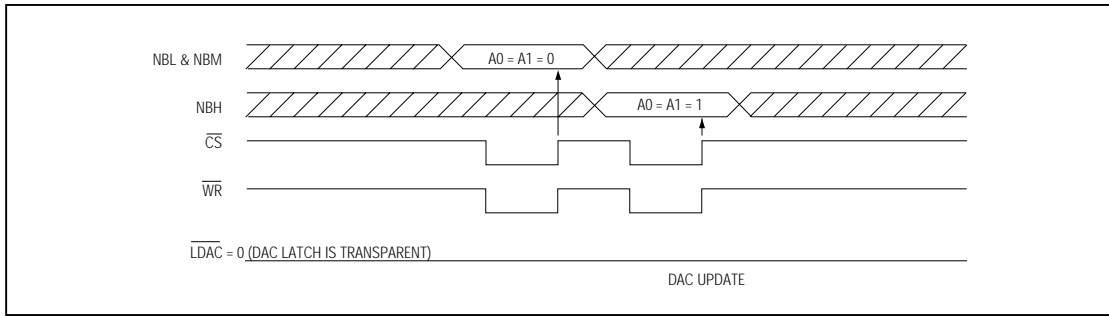 NBL & NBM
A0 = A1 = 0
NBH
A0 = A1 = 1
CS
WR
LDAC = 0 (DAC LATCH IS TRANSPARENT)
DAC UPDATE